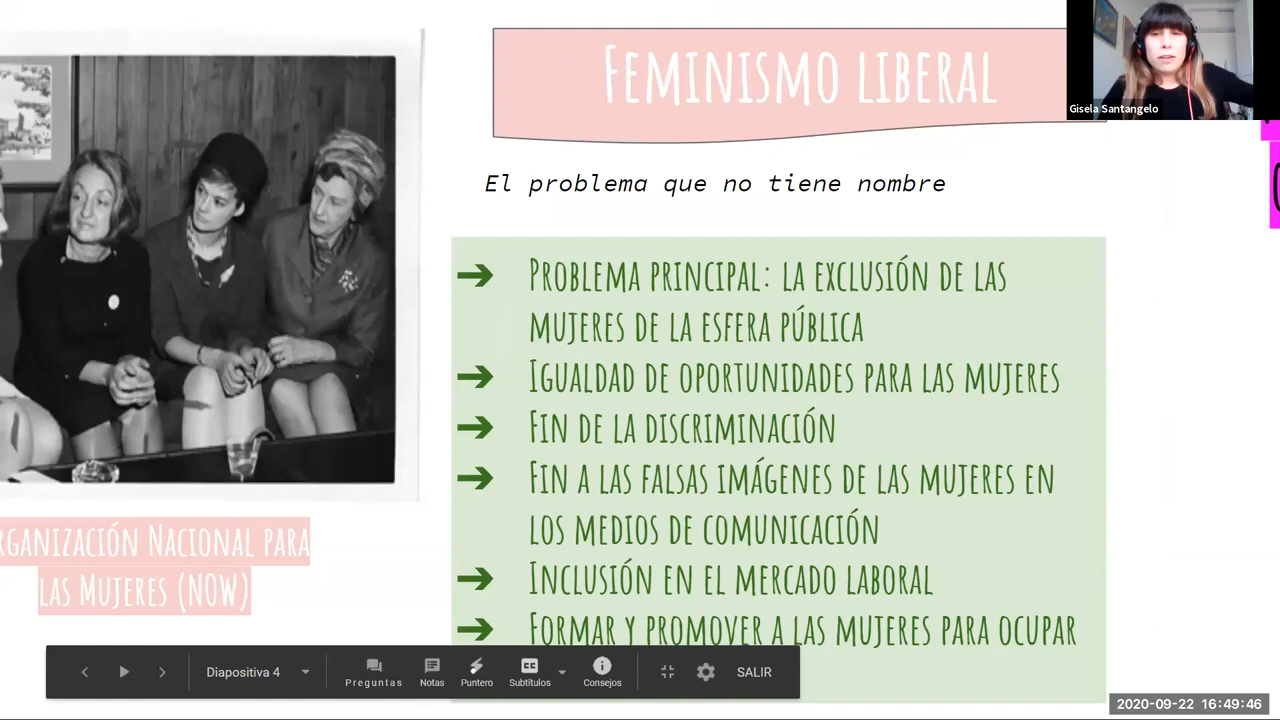 Feminismo liberal
Gisela Santangelo
El problema que no tiene nombre
➔ Problema principal: la exclusión de las
mujeres de la esfera pública
➔ Igualdad de oportunidades para las mujeres
➔ Fin de la discriminación
➔ Fin a las falsas imágenes de las mujeres en
los medios de comunicación
➔ Inclusión en el mercado laboral
➔ Formar y promover a las mujeres para ocupar
rganización Nacional para
las Mujeres (NOW)
Diapositiva 4
Preguntas
Notas
Puntero
CC
Subtítulos
Consejos
SALIR
2020-09-22 16:49:46